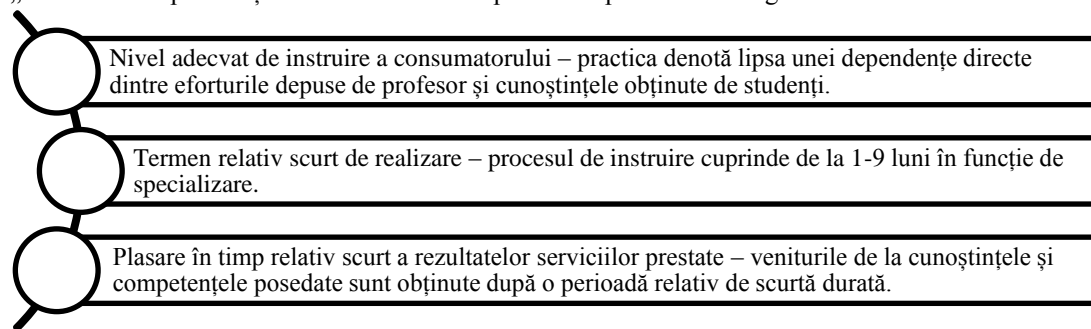 Nivel adecvat de instruire a consumatorului – practica denotă lipsa unei dependențe directe
dintre eforturile depuse de profesor și cunoștințele obținute de studenți.
Termen relativ scurt de realizare – procesul de instruire cuprinde de la 1-9 luni în funcție de
specializare.
Plasare în timp relativ scurt a rezultatelor serviciilor prestate – veniturile de la cunoștințele și
competențele posedate sunt obținute după o perioadă relativ de scurtă durată.